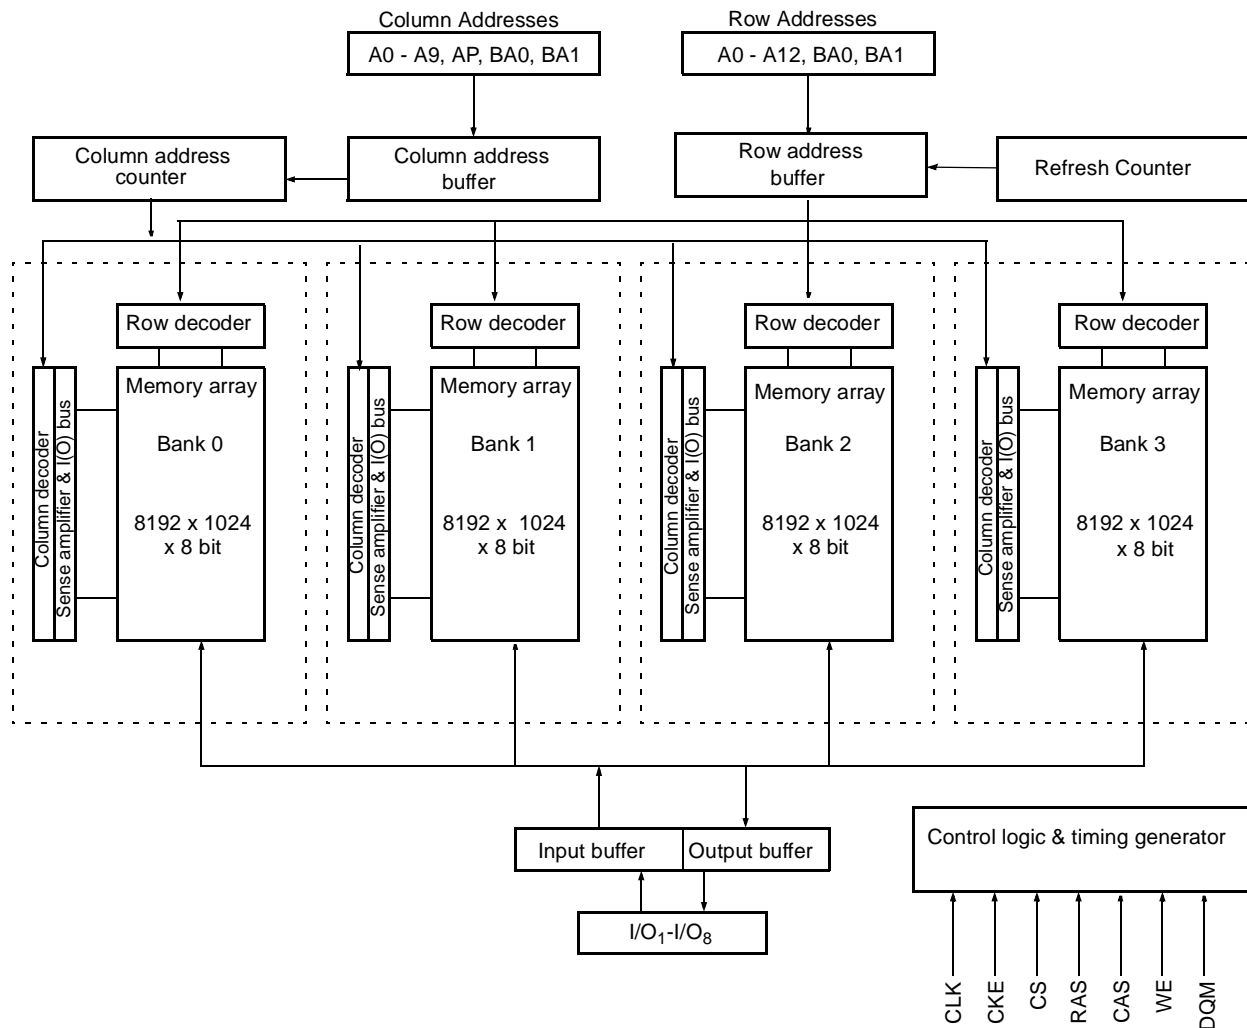 Column Addresses
Row Addresses
A0 - A9, AP, BA0, BA1
A0 - A12, BA0, BA1
Column address
counter
Column address
buffer
Row address
buffer
Refresh Counter
Row decoder
Row decoder
Row decoder
Row decoder
Column decoder
Sense amplifier & I(O) bus
Memory array
Bank 0
8192 x 1024
x 8 bit
Column decoder
Sense amplifier & I(O) bus
Memory array
Bank 1
8192 x 1024
x 8 bit
Column decoder
Sense amplifier & I(O) bus
Memory array
Bank 2
8192 x 1024
x 8 bit
Column decoder
Sense amplifier & I(O) bus
Memory array
Bank 3
8192 x 1024
x 8 bit
Input buffer
Output buffer
I/O1-I/O8
Control logic & timing generator
CLK
CKE
CS
RAS
CAS
WE
DQM